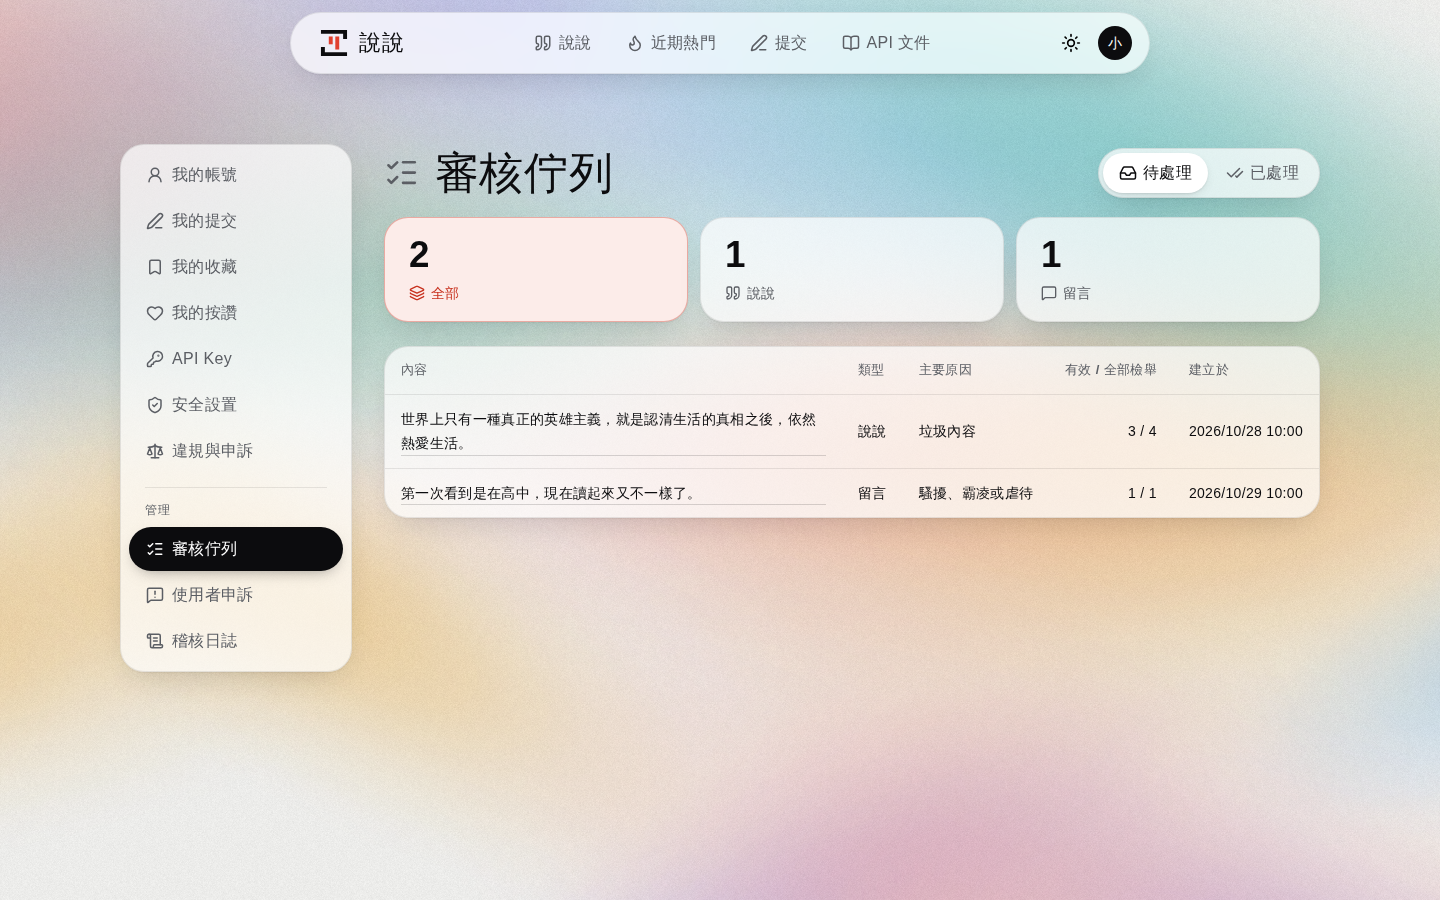 說說
說說
近期熱門
提交
API 文件
小
我的帳號
我的提交
我的收藏
我的按讚
API Key
安全設置
違規與申訴
管理
審核佇列
使用者申訴
稽核日誌
審核佇列
待處理
已處理
2
全部
1
說說
1
留言
內容
類型
主要原因
有效 / 全部檢舉
建立於
世界上只有一種真正的英雄主義，就是認清生活的真相之後，依然
熱愛生活。
說說
垃圾內容
3 / 4
2026/10/28 10:00
第一次看到是在高中，現在讀起來又不一樣了。
留言
騷擾、霸凌或虐待
1 / 1
2026/10/29 10:00